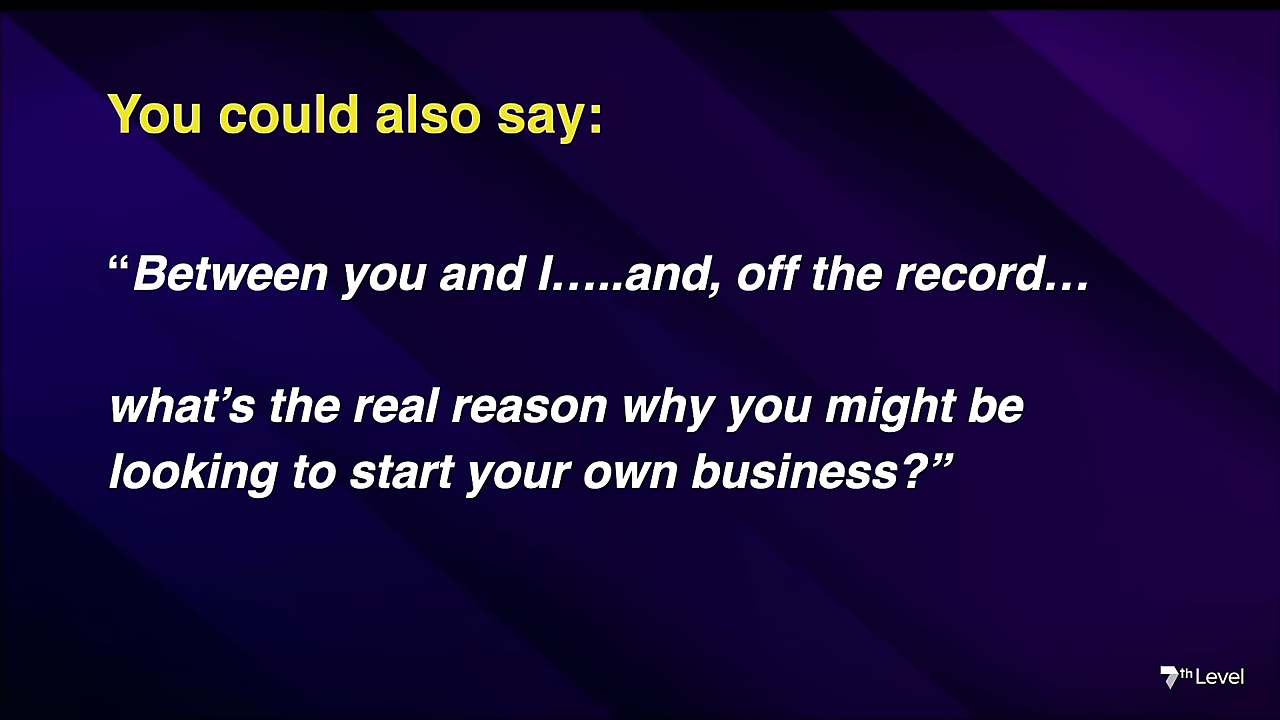 You could also say:
“Between you and I…..and, off the record…
what’s the real reason why you might be
looking to start your own business?”
7th Level